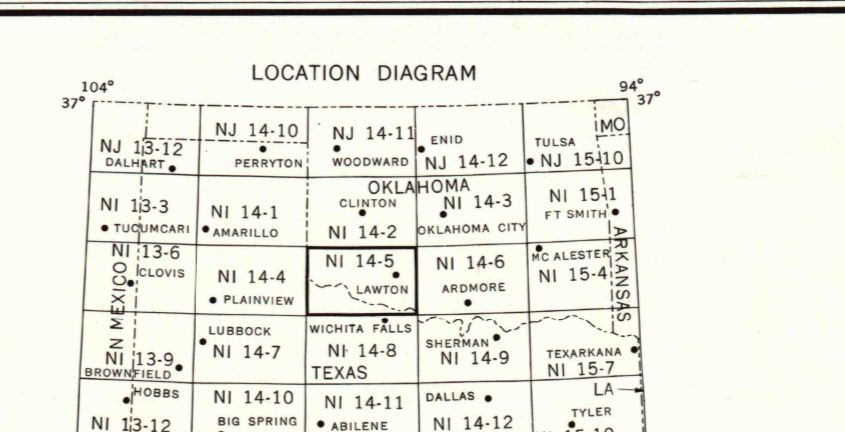 LOCATION DIAGRAM
104° 94°
37° 37°
NJ 13-12
DALHART
NJ 14-10
PERRYTON
NJ 14-11
WOODWARD
ENID
NJ 14-12
TULSA
NJ 15-10
MO
OKLAHOMA
NI 13-3
TUCUMCARI
NI 14-1
AMARILLO
CLINTON
NI 14-2
NI 14-3
OKLAHOMA CITY
NI 15-1
FT SMITH
ARKANSAS
N MEXICO
NI 13-6
CLOVIS
NI 14-4
PLAINVIEW
NI 14-5
LAWTON
NI 14-6
ARDMORE
MC ALESTER
NI 15-4
NI 13-9
BROWNFIELD
LUBBOCK
NI 14-7
WICHITA FALLS
NI 14-8
TEXAS
SHERMAN
NI 14-9
TEXARKANA
NI 15-7
LA
HOBBS
NI 13-12
NI 14-10
BIG SPRING
NI 14-11
ABILENE
DALLAS
NI 14-12
TYLER